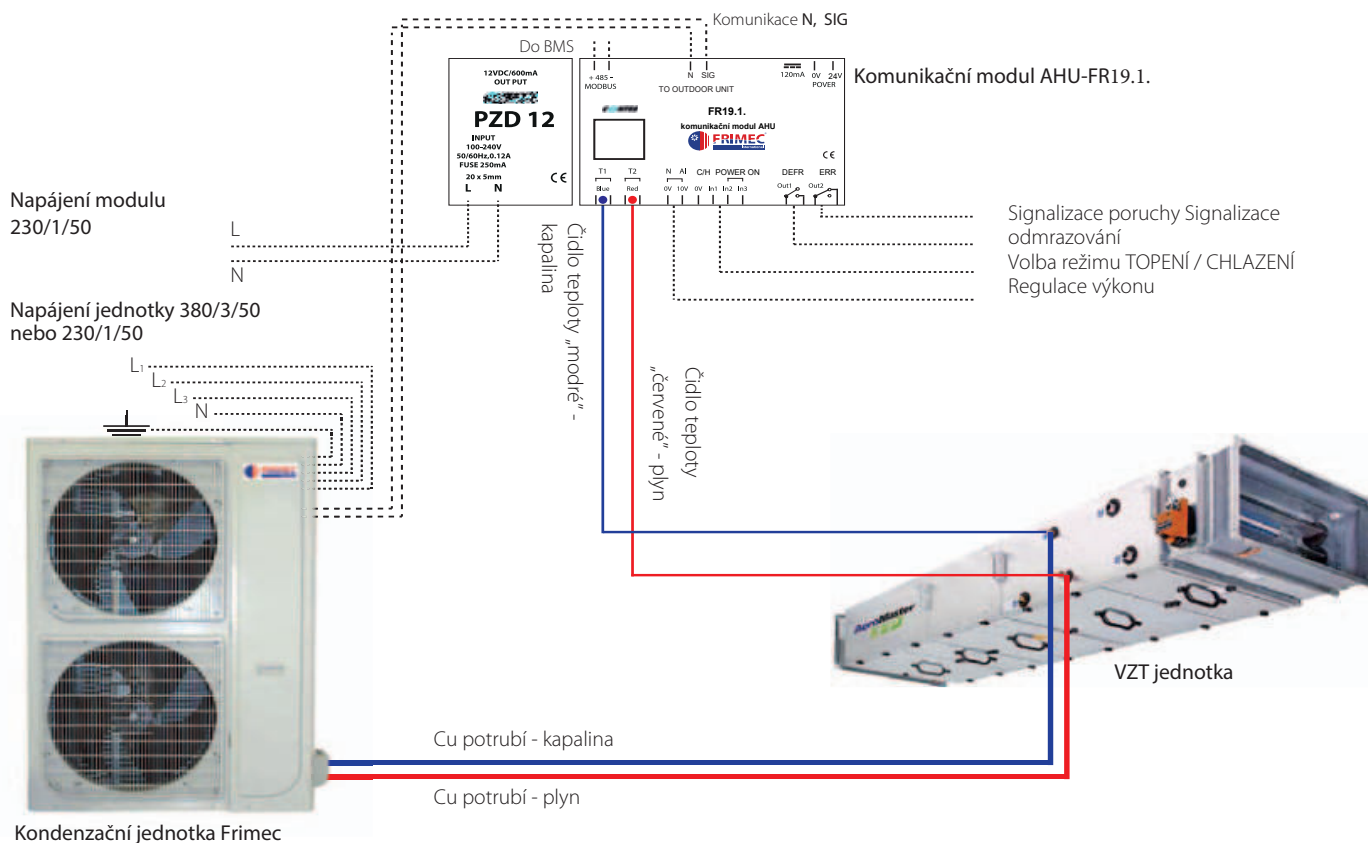 Komunikace N, SIG
Do BMS
12VDC/600mA
OUT PUT
PZD 12
INPUT
100-240V
50/60Hz,0.12A
FUSE 250mA
20 x 5mm
L N
+ 485 -
MODBUS
N SIG
TO OUTDOOR UNIT
120mA 0V 24V
POVER
FR19.1.
komunikační modul AHU
FRIMEC
T1 T2
Blue Red
N AI C/H POWER ON DEFR ERR
0V 10V 0V In1 In2 In3 Out1 Out2
CE
CE
Komunikační modul AHU-FR19.1.
Napájení modulu
230/1/50
L
N
Napájení jednotky 380/3/50
nebo 230/1/50
L1
L2
L3
N
Čidlo teploty „modré" -
kapalina
Čidlo teploty
„červené" - plyn
Signalizace poruchy Signalizace
odmrazování
Volba režimu TOPENÍ / CHLAZENÍ
Regulace výkonu
FRIMEC
AeroMaster
VZT jednotka
Cu potrubí - kapalina
Cu potrubí - plyn
Kondenzační jednotka Frimec